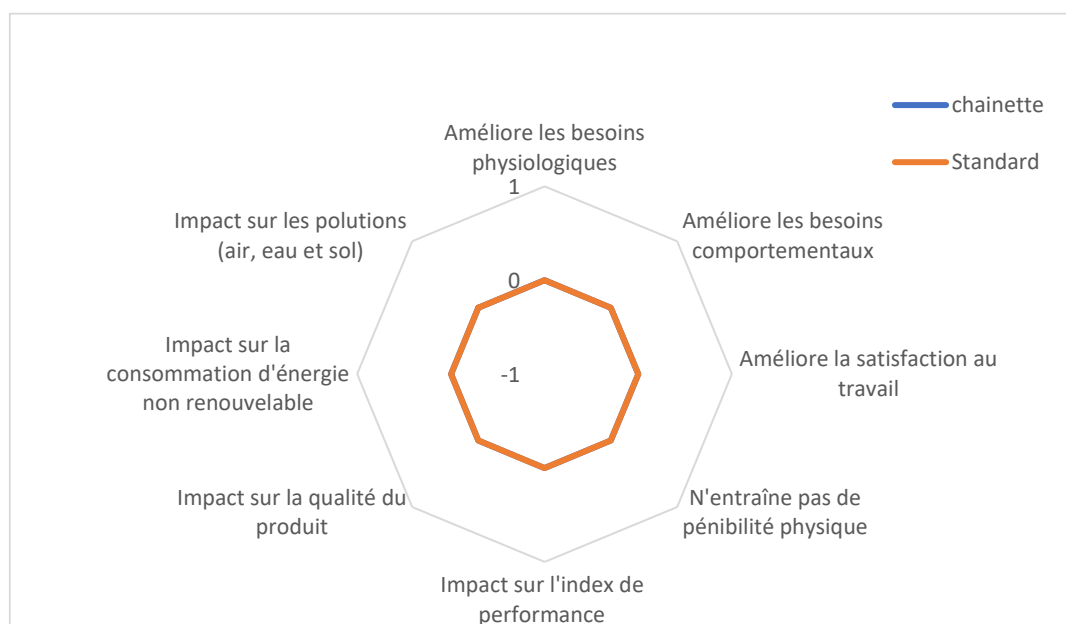 chainette
Standard
Améliore les besoins
physiologiques
1
Impact sur les polutions
(air, eau et sol)
Améliore les besoins
comportementaux
0
Impact sur la
consommation d'énergie
non renouvelable
-1
Améliore la satisfaction au
travail
Impact sur la qualité du
produit
N'entraîne pas de
pénibilité physique
Impact sur l'index de
performance